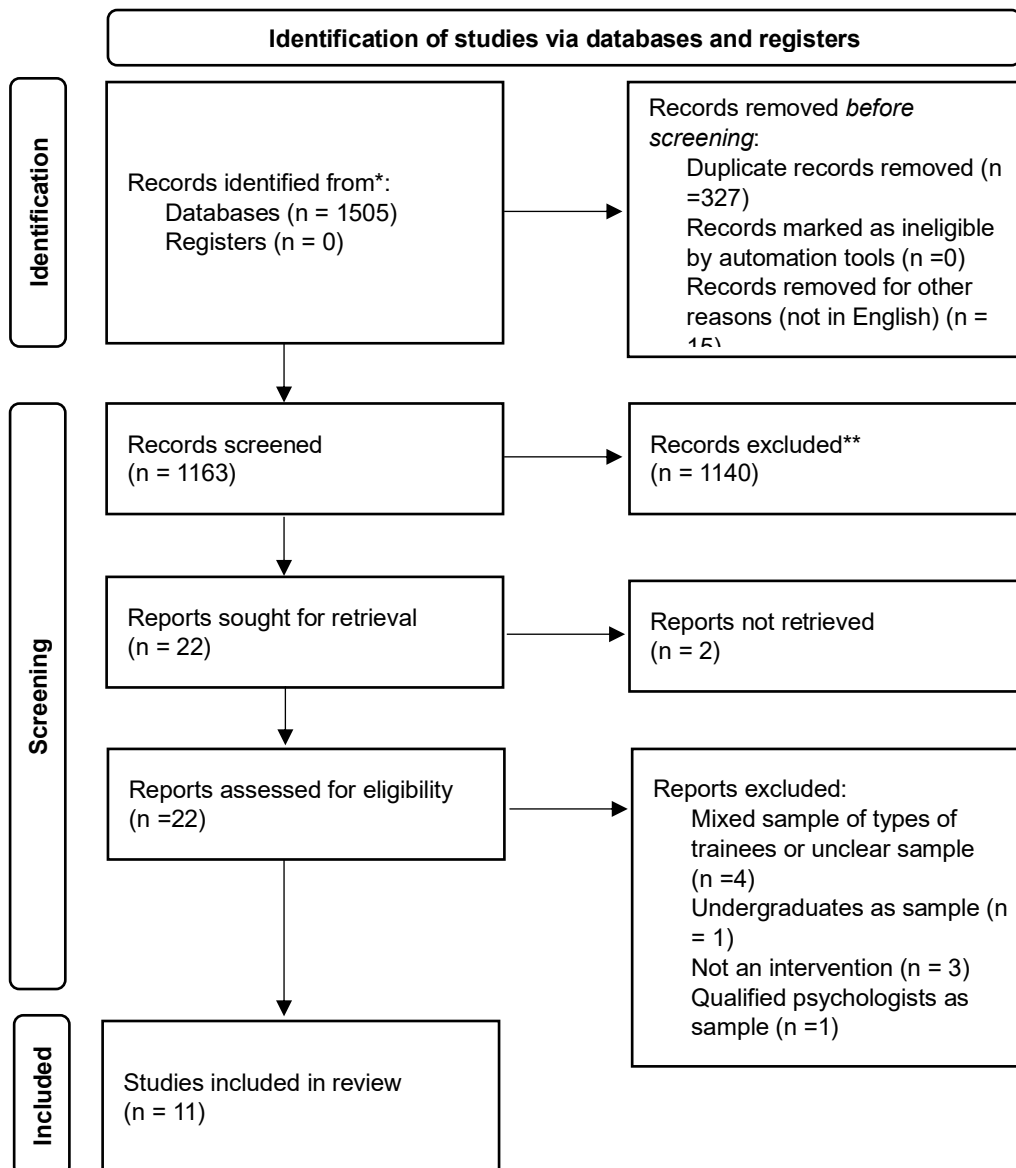 Identification of studies via databases and registers
Identification
Records identified from*:
Databases (n = 1505)
Registers (n = 0)
Records removed before
screening:
Duplicate records removed (n
=327)
Records marked as ineligible
by automation tools (n =0)
Records removed for other
reasons (not in English) (n =
15)
Screening
Records screened
(n = 1163)
Records excluded**
(n = 1140)
Reports sought for retrieval
(n = 22)
Reports not retrieved
(n = 2)
Reports assessed for eligibility
(n =22)
Reports excluded:
Mixed sample of types of
trainees or unclear sample
(n =4)
Undergraduates as sample (n
= 1)
Not an intervention (n = 3)
Qualified psychologists as
sample (n =1)
Included
Studies included in review
(n = 11)